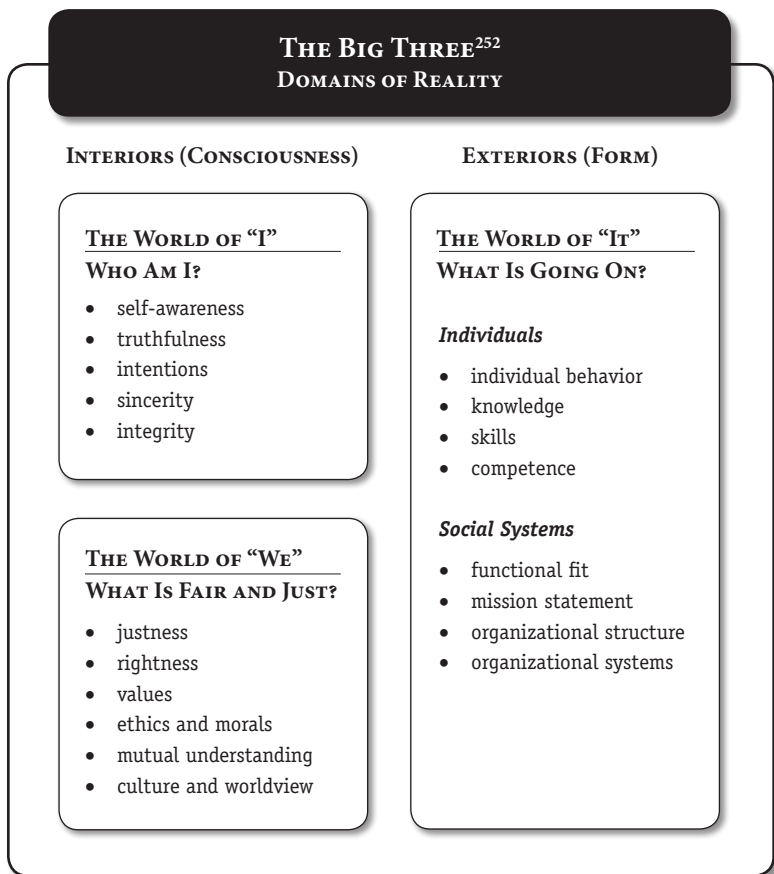 The Big Three252
Domains of Reality
Interiors (Consciousness)
The World of “I”
Who Am I?
• self-awareness
• truthfulness
• intentions
• sincerity
• integrity
The World of “We”
What Is Fair and Just?
• justness
• rightness
• values
• ethics and morals
• mutual understanding
• culture and worldview
Exteriors (Form)
The World of “It”
What Is Going On?
Individuals
• individual behavior
• knowledge
• skills
• competence
Social Systems
• functional fit
• mission statement
• organizational structure
• organizational systems